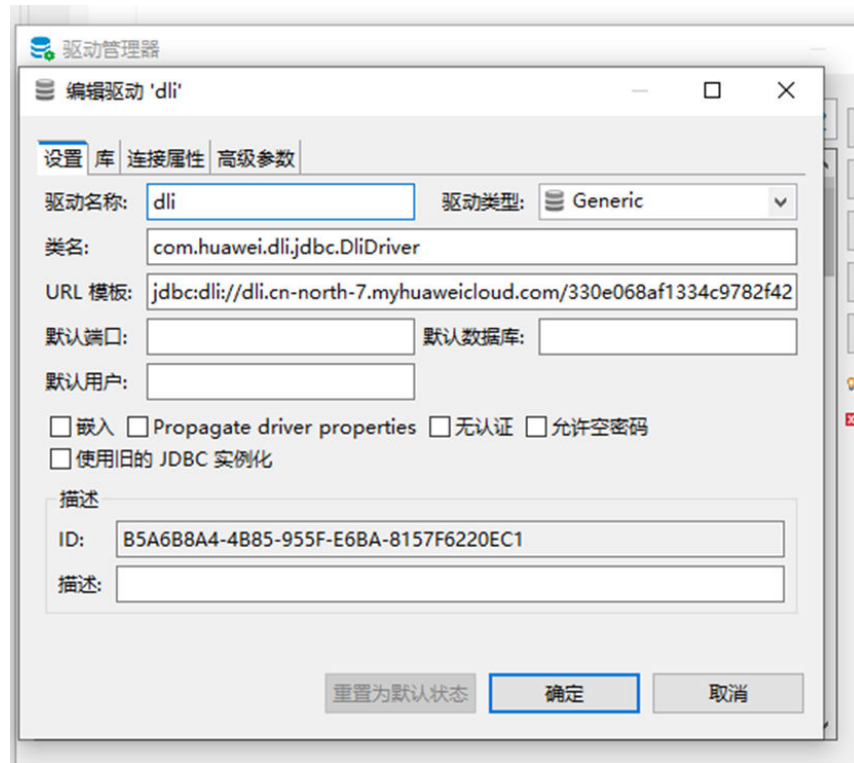 驱动管理器
编辑驱动 'dli'
设置 库 连接属性 高级参数
驱动名称: dli 驱动类型: Generic
类名: com.huawei.dli.jdbc.DliDriver
URL 模板: jdbc:dli://dli.cn-north-7.myhuaweicloud.com/330e068af1334c9782f42
默认端口: 默认数据库:
默认用户:
嵌入 Propagate driver properties 无认证 允许空密码
使用旧的 JDBC 实例化
描述
ID: B5A6B8A4-4B85-955F-E6BA-8157F6220EC1
描述:
重置为默认状态 确定 取消